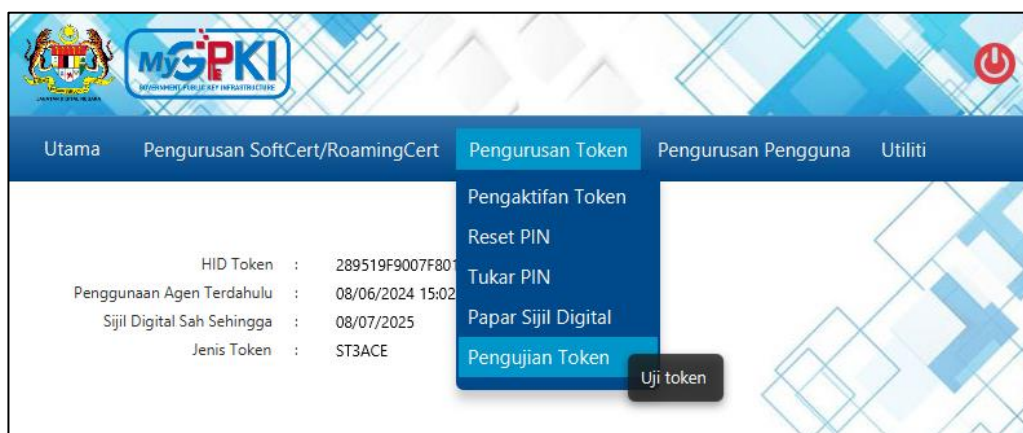 MyGPKI
GOVERNMENT PUBLIC KEY INFRASTRUCTURE
Utama Pengurusan SoftCert/RoamingCert Pengurusan Token Pengurusan Pengguna Utiliti
Pengaktifan Token
Reset PIN
Tukar PIN
Papar Sijil Digital
Pengujian Token
Uji token
HID Token : 289519F9007F801
Penggunaan Agen Terdahulu : 08/06/2024 15:02
Sijil Digital Sah Sehingga : 08/07/2025
Jenis Token : ST3ACE